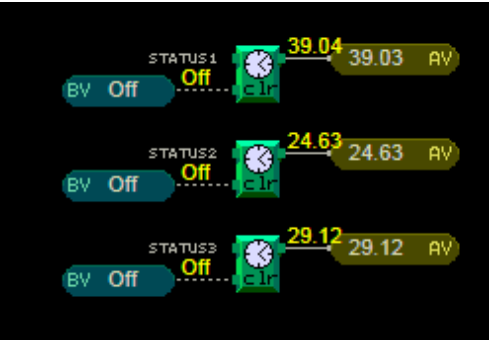 STATUS1 39.04 39.03 AV
Off
BV Off clr
STATUS2 24.63 24.63 AV
Off
BV Off clr
STATUS3 29.12 29.12 AV
Off
BV Off clr